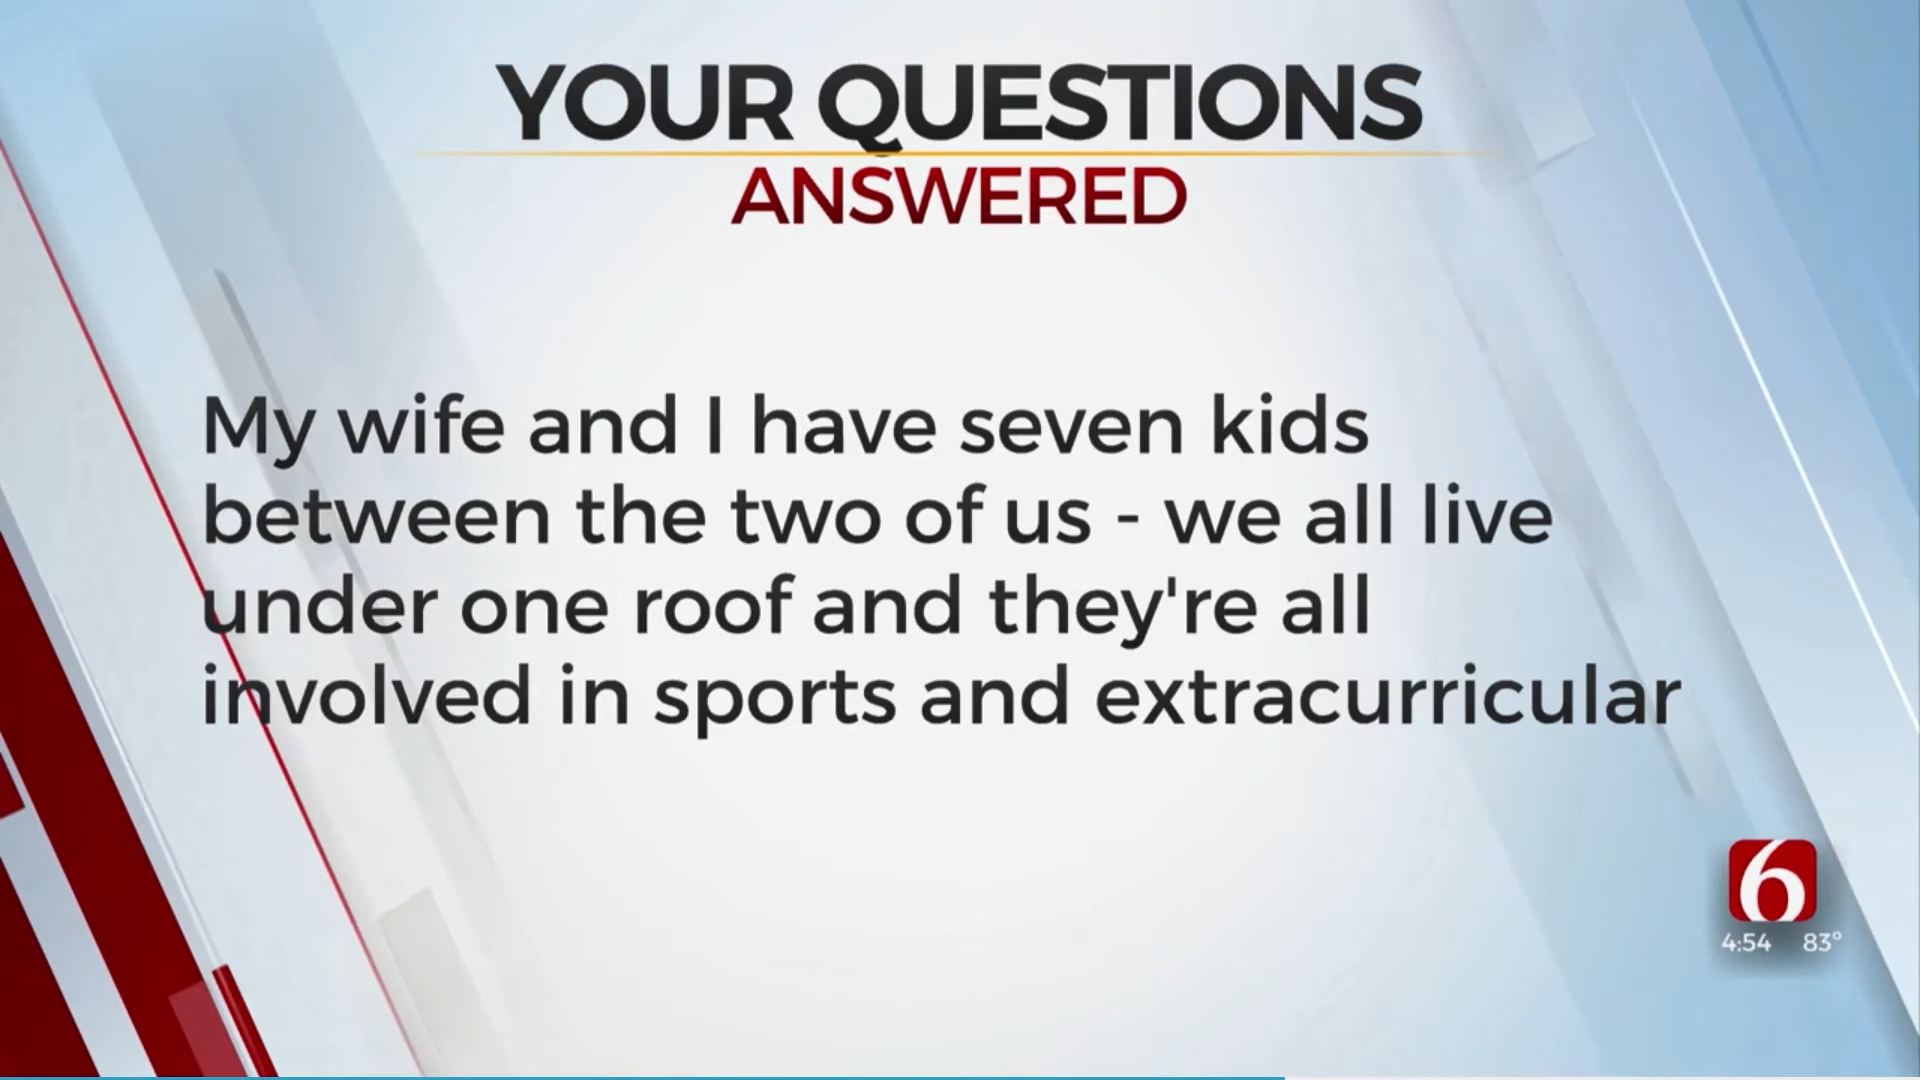 YOUR QUESTIONS
ANSWERED
My wife and I have seven kids
between the two of us - we all live
under one roof and they're all
involved in sports and extracurricular
6
4:54 83°